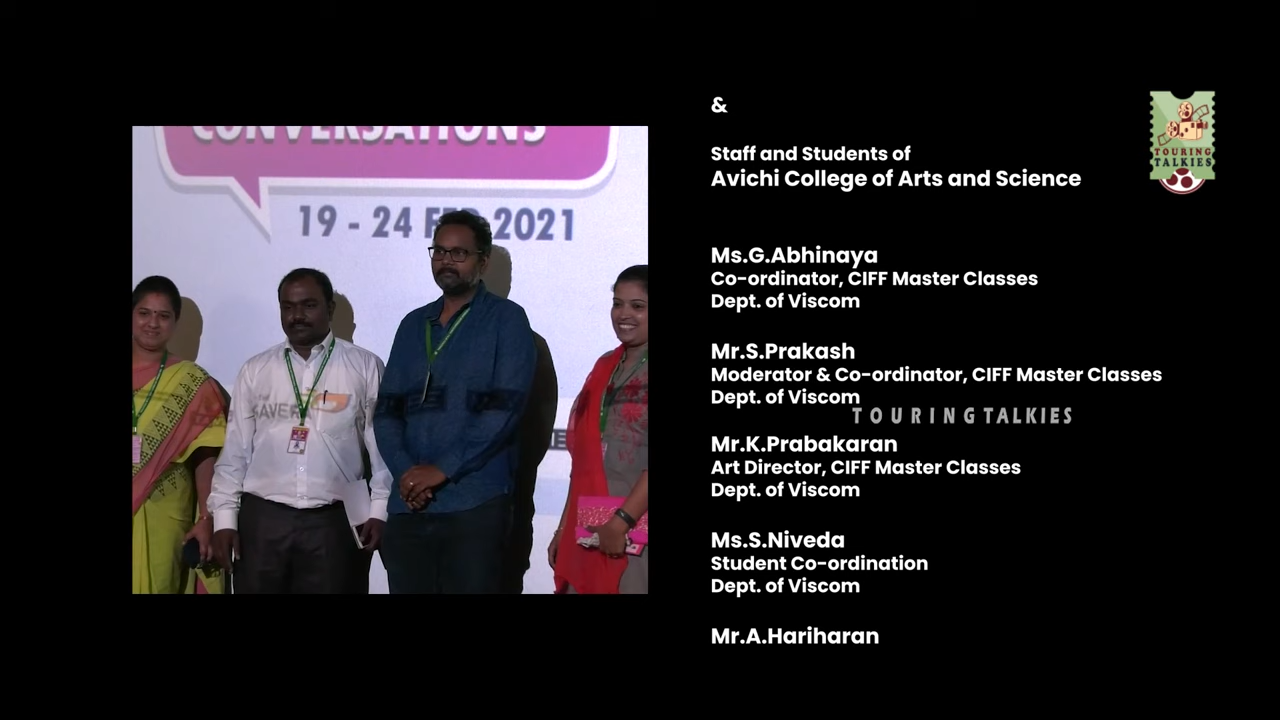 CONVERSATIONS
19 - 24 FEB 2021
SAVERA
&
Staff and Students of
Avichi College of Arts and Science
Ms.G.Abhinaya
Co-ordinator, CIFF Master Classes
Dept. of Viscom
Mr.S.Prakash
Moderator & Co-ordinator, CIFF Master Classes
Dept. of Viscom
TOURING TALKIES
Mr.K.Prabakaran
Art Director, CIFF Master Classes
Dept. of Viscom
Ms.S.Niveda
Student Co-ordination
Dept. of Viscom
Mr.A.Hariharan
TOURING
TALKIES